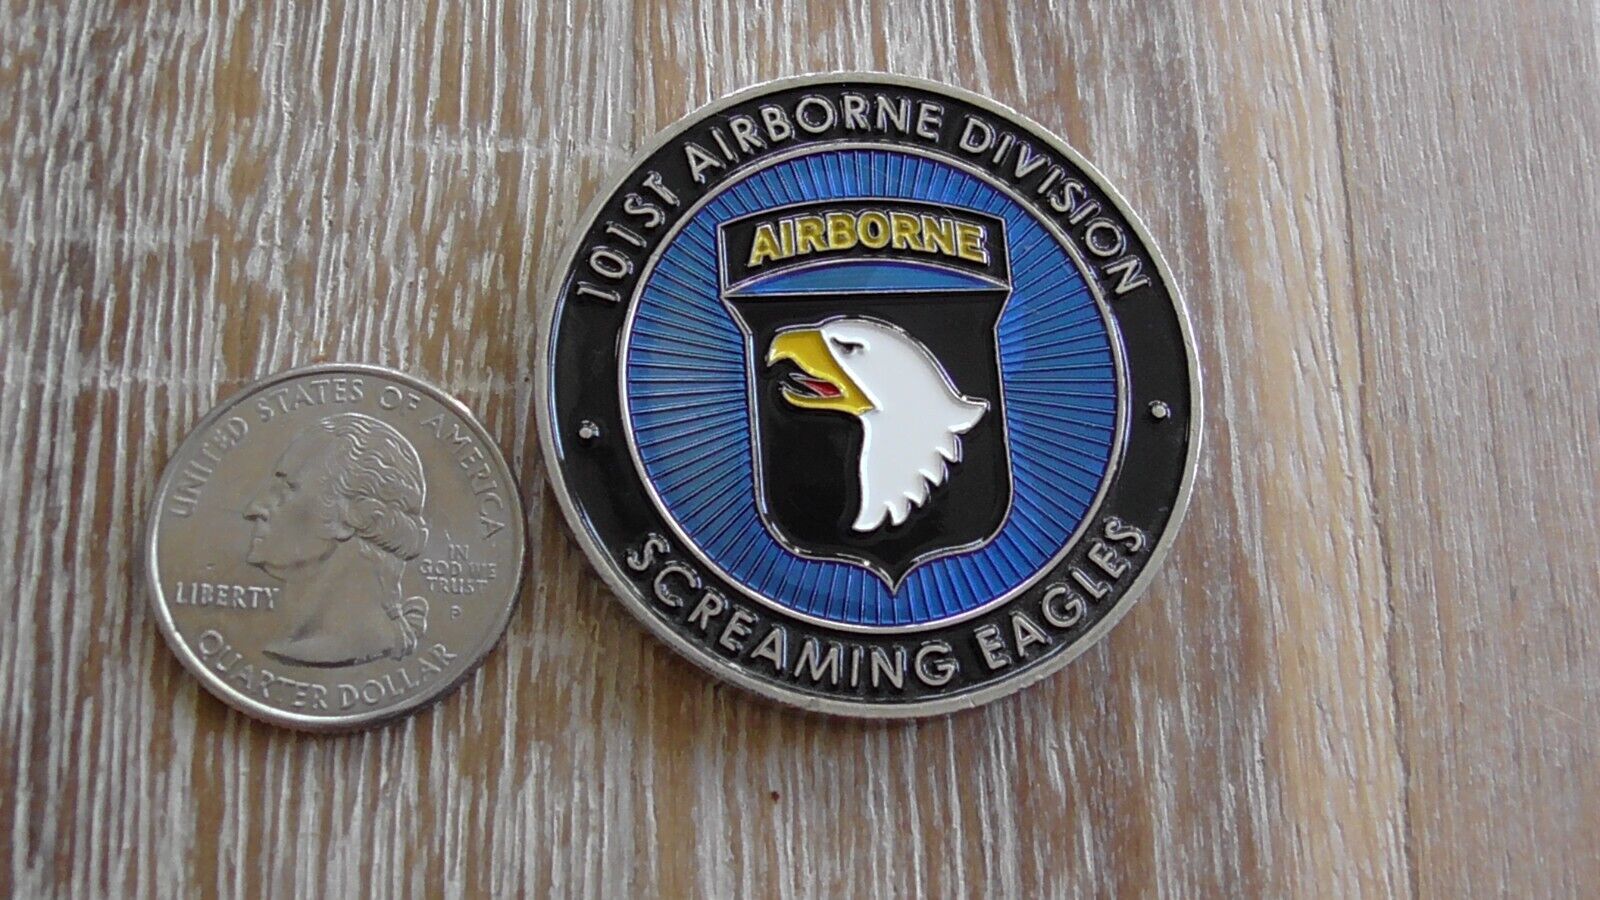 UNITED STATES OF AMERICA
LIBERTY
IN
GOD WE
TRUST
P
QUARTER DOLLAR
101ST AIRBORNE DIVISION
AIRBORNE
SCREAMING EAGLES